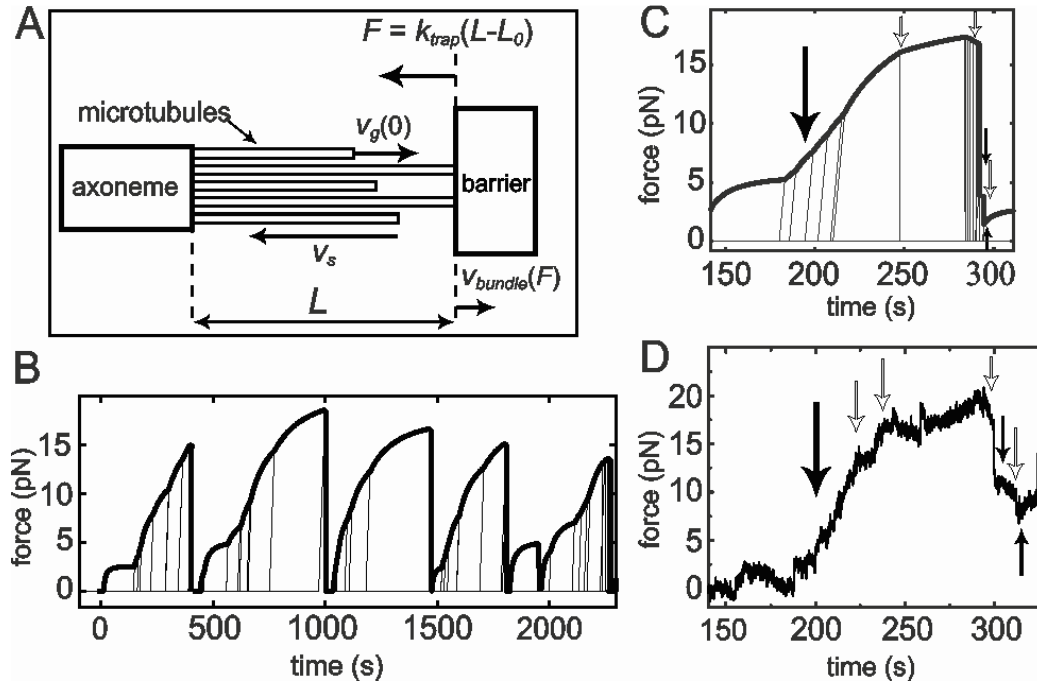 A
F = k_trap(L-L_0)
microtubules
v_g(0)
axoneme
barrier
v_s
v_bundle(F)
L
B
force (pN)
15
10
5
0
0 500 1000 1500 2000
time (s)
C
force (pN)
15
10
5
0
150 200 250 300
time (s)
D
force (pN)
20
15
10
5
0
150 200 250 300
time (s)